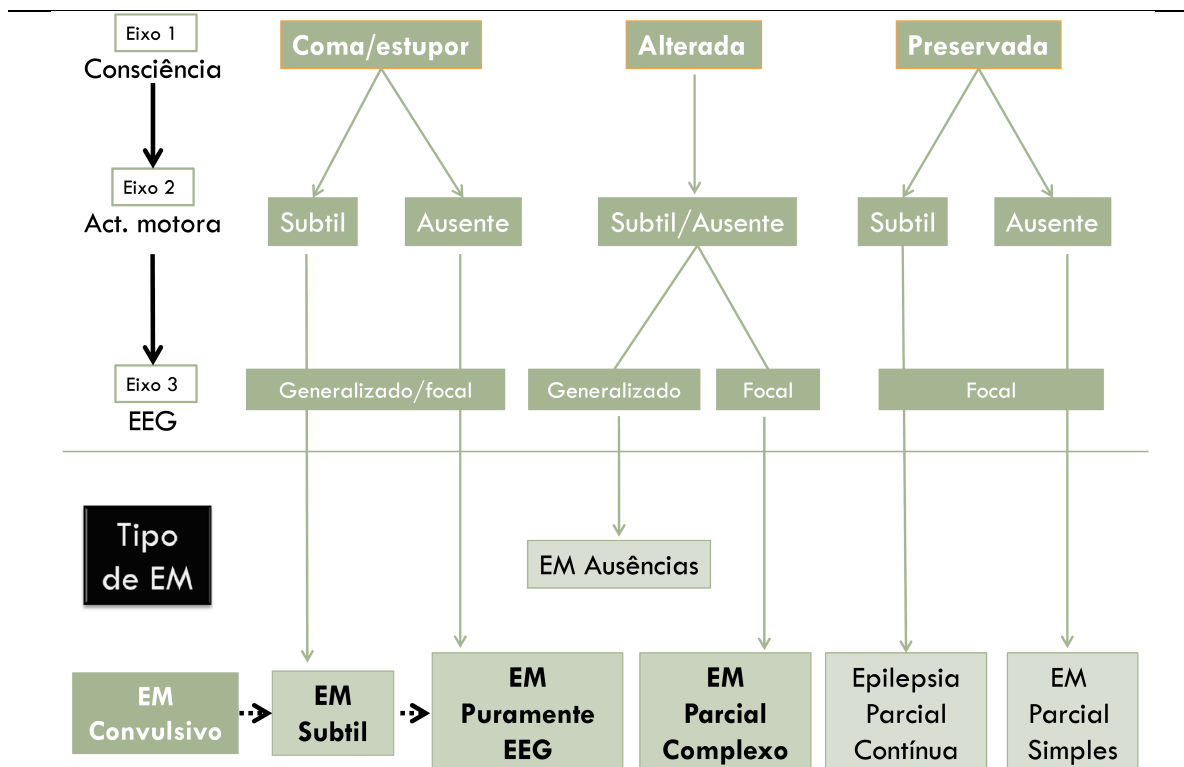 Eixo 1
Consciência
Coma/estupor
Alterada
Preservada
Eixo 2
Act. motora
Subtil
Ausente
Subtil/Ausente
Subtil
Ausente
Eixo 3
EEG
Generalizado/focal
Generalizado
Focal
Focal
Tipo
de EM
EM Ausências
EM
Convulsivo
EM
Subtil
EM
Puramente
EEG
EM
Parcial
Complexo
Epilepsia
Parcial
Contínua
EM
Parcial
Simples